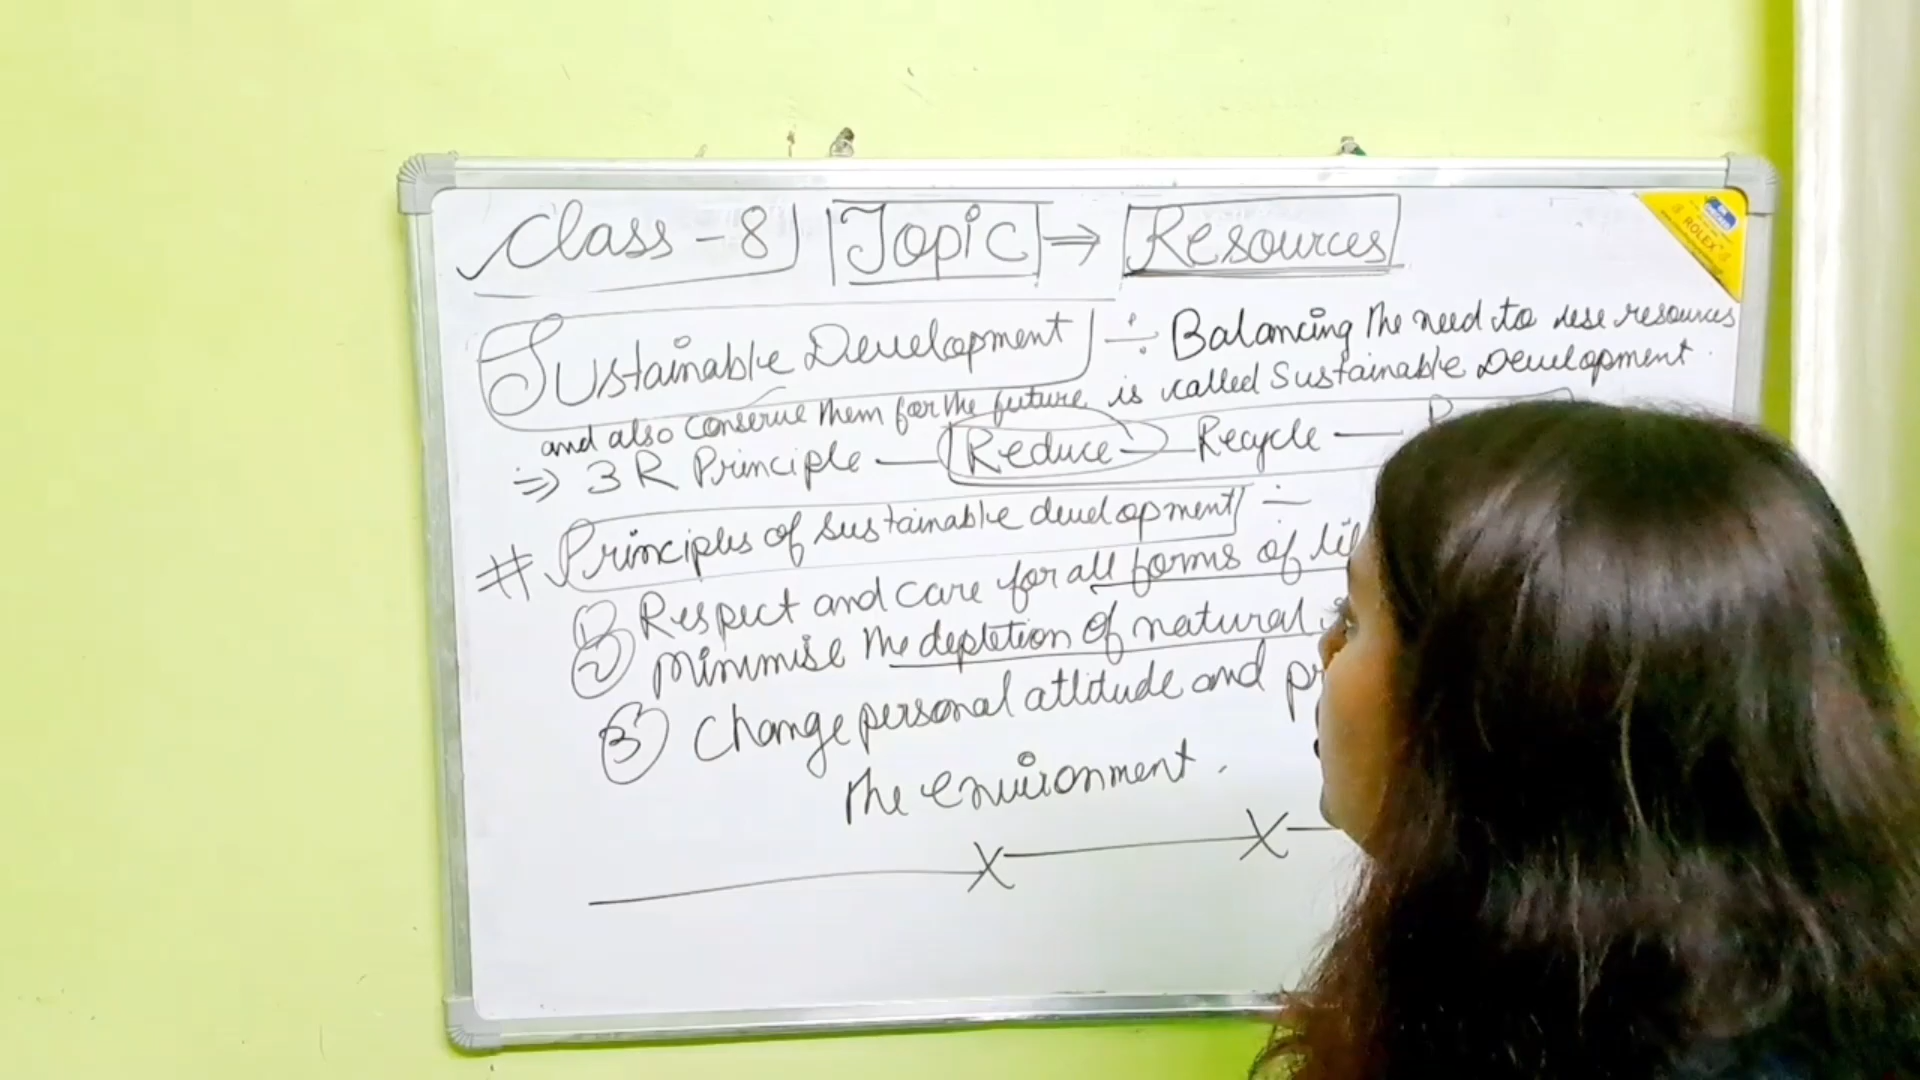 Class - 8 Topic ⇒ Resources
Sustainable Development ÷ Balancing the need to use resources
and also conserve them for the future is called Sustainable Development
⇒ 3R Principle — Reduce — Recycle —
# Principles of sustainable development ÷
① Respect and care for all forms of
② Minimise the depletion of natural
③ Change personal attitude and
the environment.
X X
ROLEX